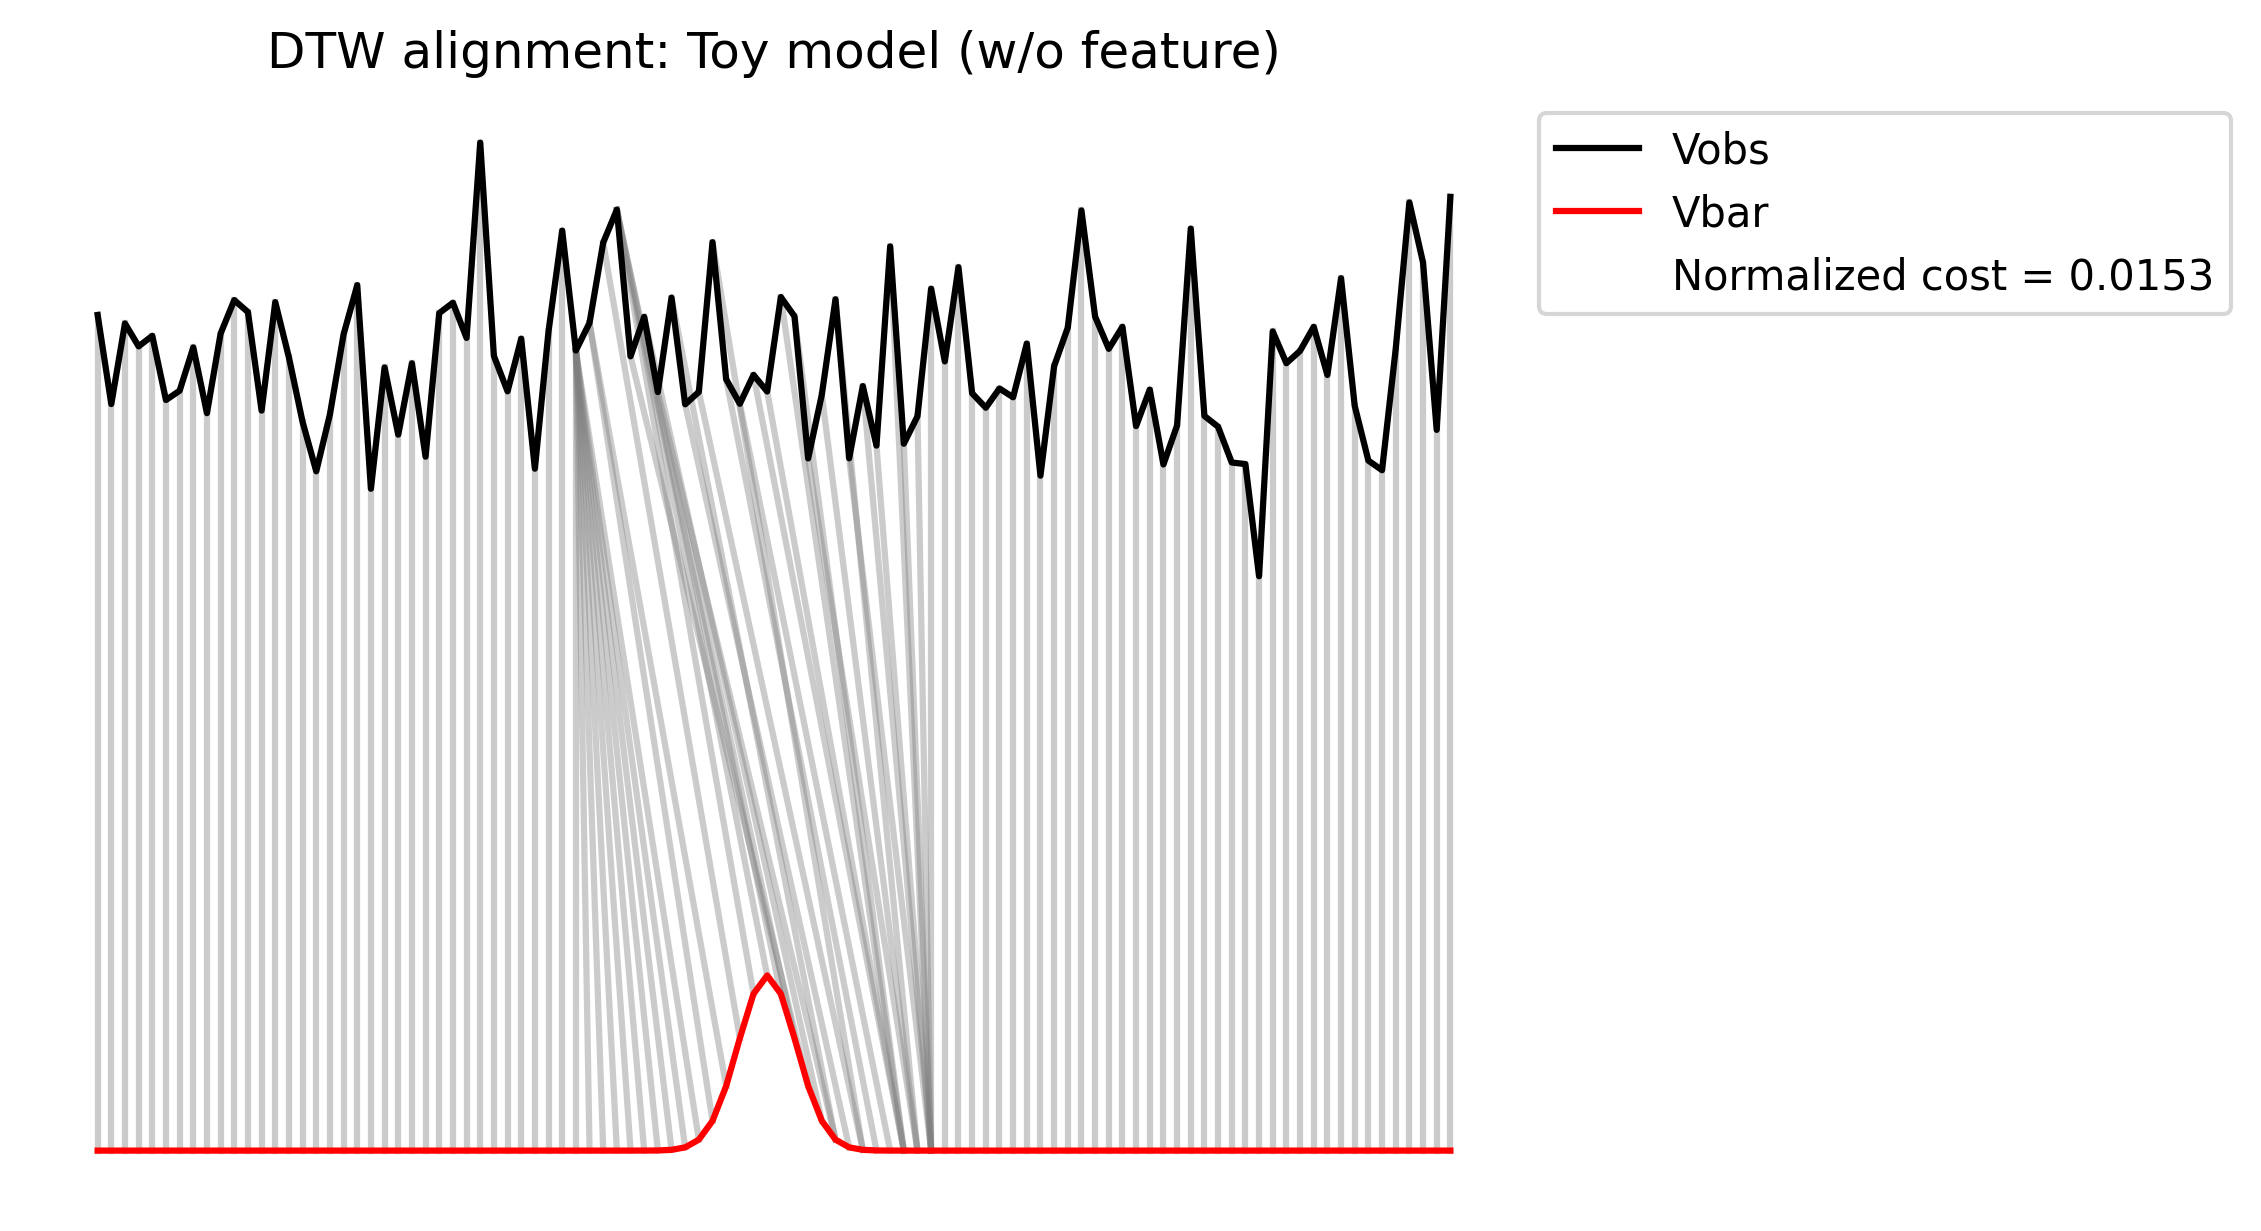 DTW alignment: Toy model (w/o feature)
Vobs
Vbar
Normalized cost = 0.0153